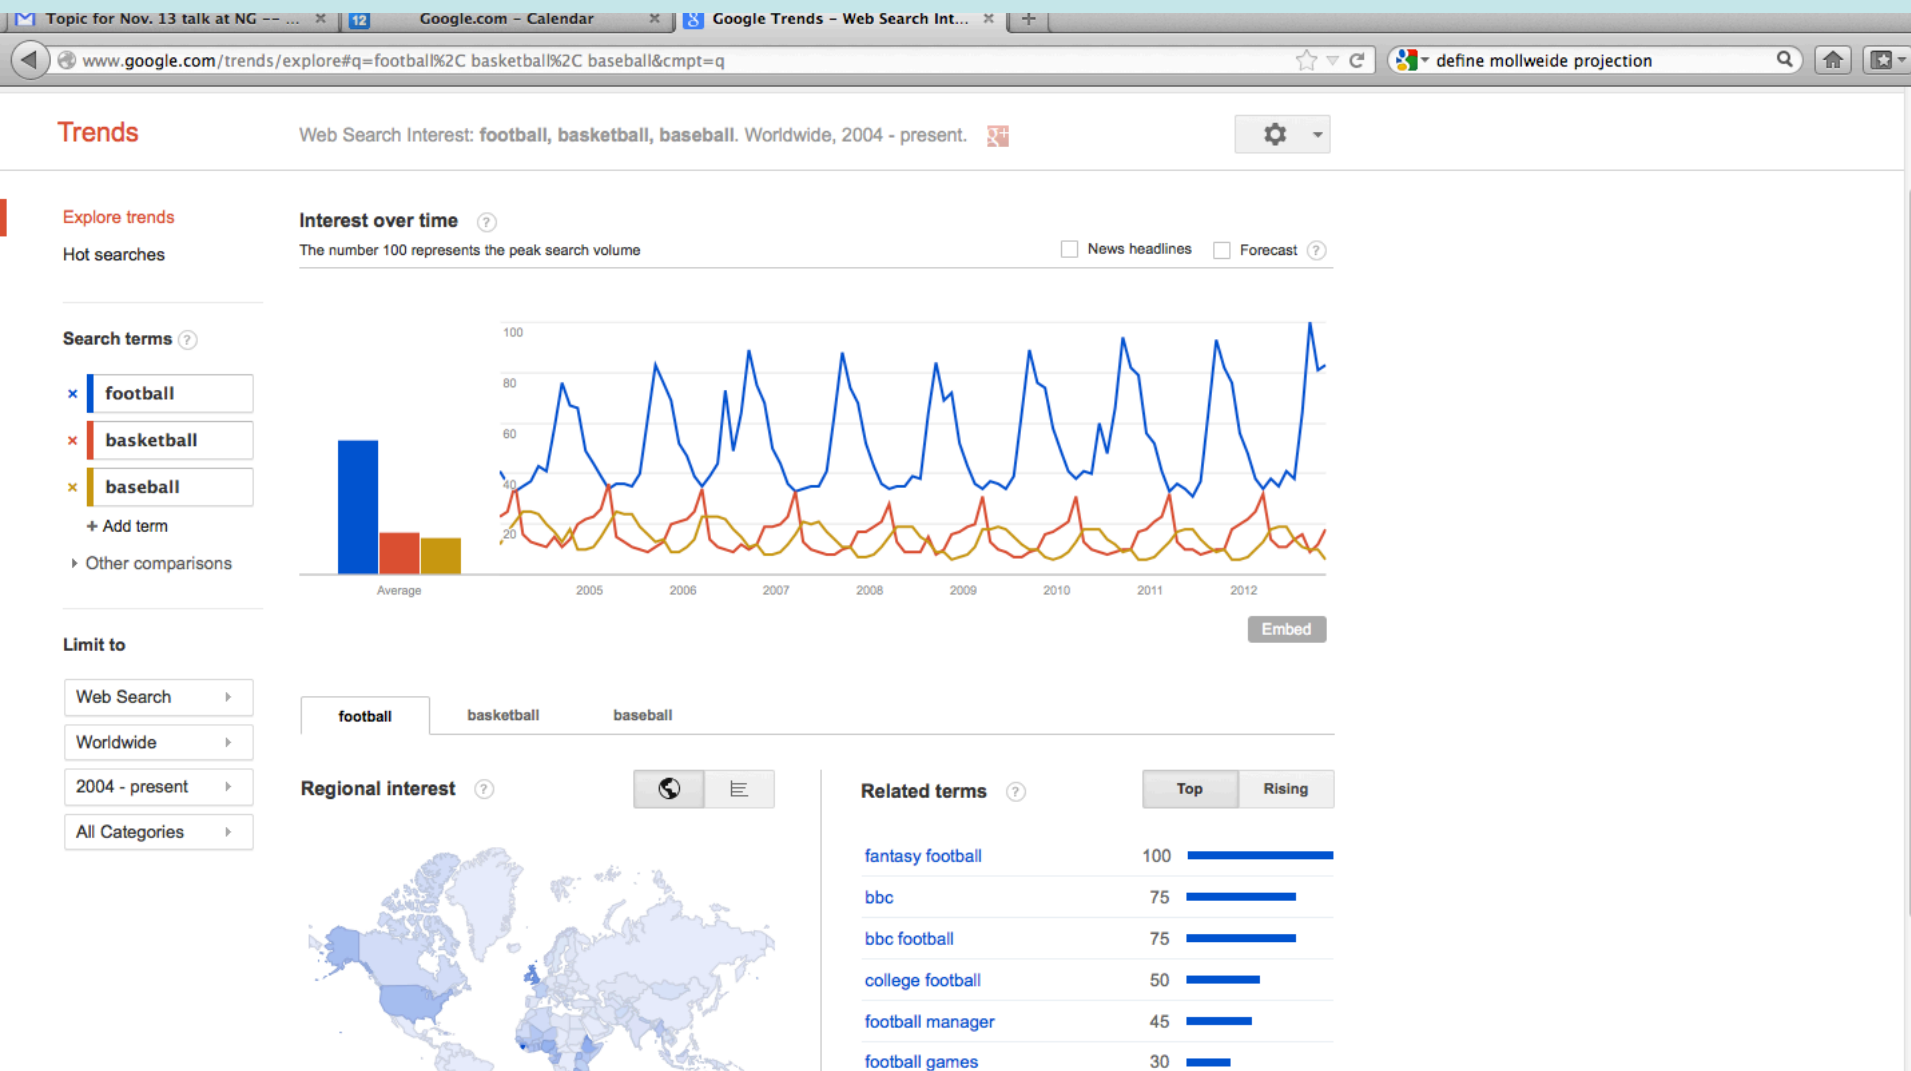 Topic for Nov. 13 talk at NG -- ... ×
12 Google.com - Calendar ×
8 Google Trends - Web Search Int... × +
www.google.com/trends/explore#q=football%2C basketball%2C baseball&cmpt=q
define mollweide projection
Trends
Web Search Interest: football, basketball, baseball. Worldwide, 2004 - present.
Explore trends
Hot searches
Search terms ?
× football
× basketball
× baseball
+ Add term
Other comparisons
Limit to
Web Search
Worldwide
2004 - present
All Categories
Interest over time ?
The number 100 represents the peak search volume
News headlines
Forecast ?
100
80
60
40
20
Average
2005 2006 2007 2008 2009 2010 2011 2012
Embed
football basketball baseball
Regional interest ?
Related terms ?
Top Rising
fantasy football 100
bbc 75
bbc football 75
college football 50
football manager 45
football games 30